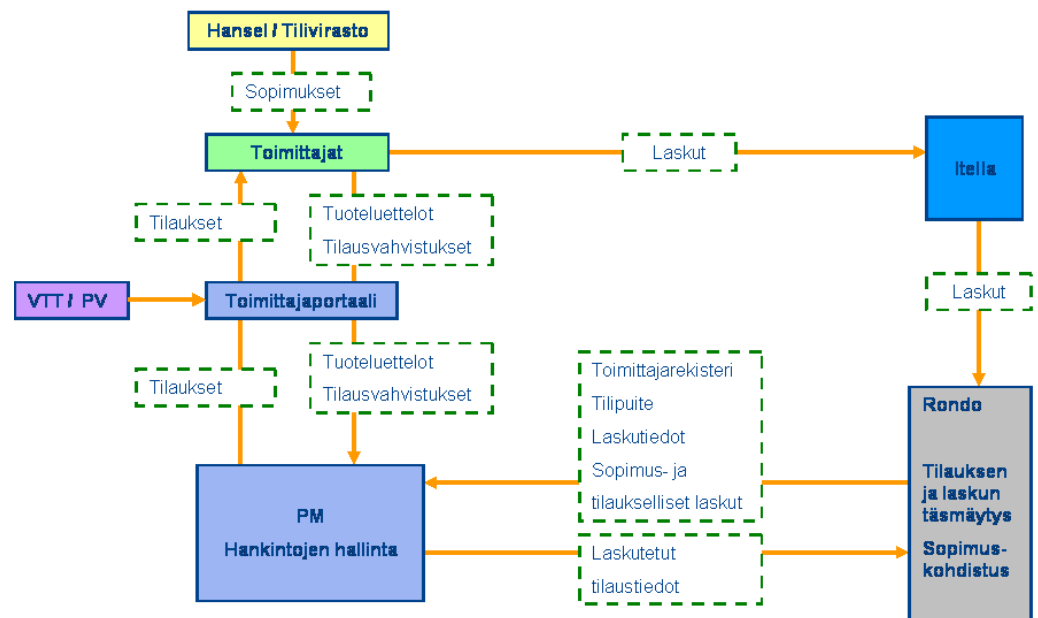 Hansel / Tilivirasto
Sopimukset
Toimittajat
Laskut
Itella
Tilaukset
Tuoteluettelot
Tilausvahvistukset
Laskut
VTT / PV
Toimittajaportaali
Tilaukset
Tuoteluettelot
Tilausvahvistukset
Toimittajarekisteri
Tilipuite
Laskutiedot
Sopimus- ja
tilaukselliset laskut
Rondo
Tilauksen
ja laskun
täsmäytys
Sopimus-
kohdistus
PM
Hankintojen hallinta
Laskutetut
tilaustiedot